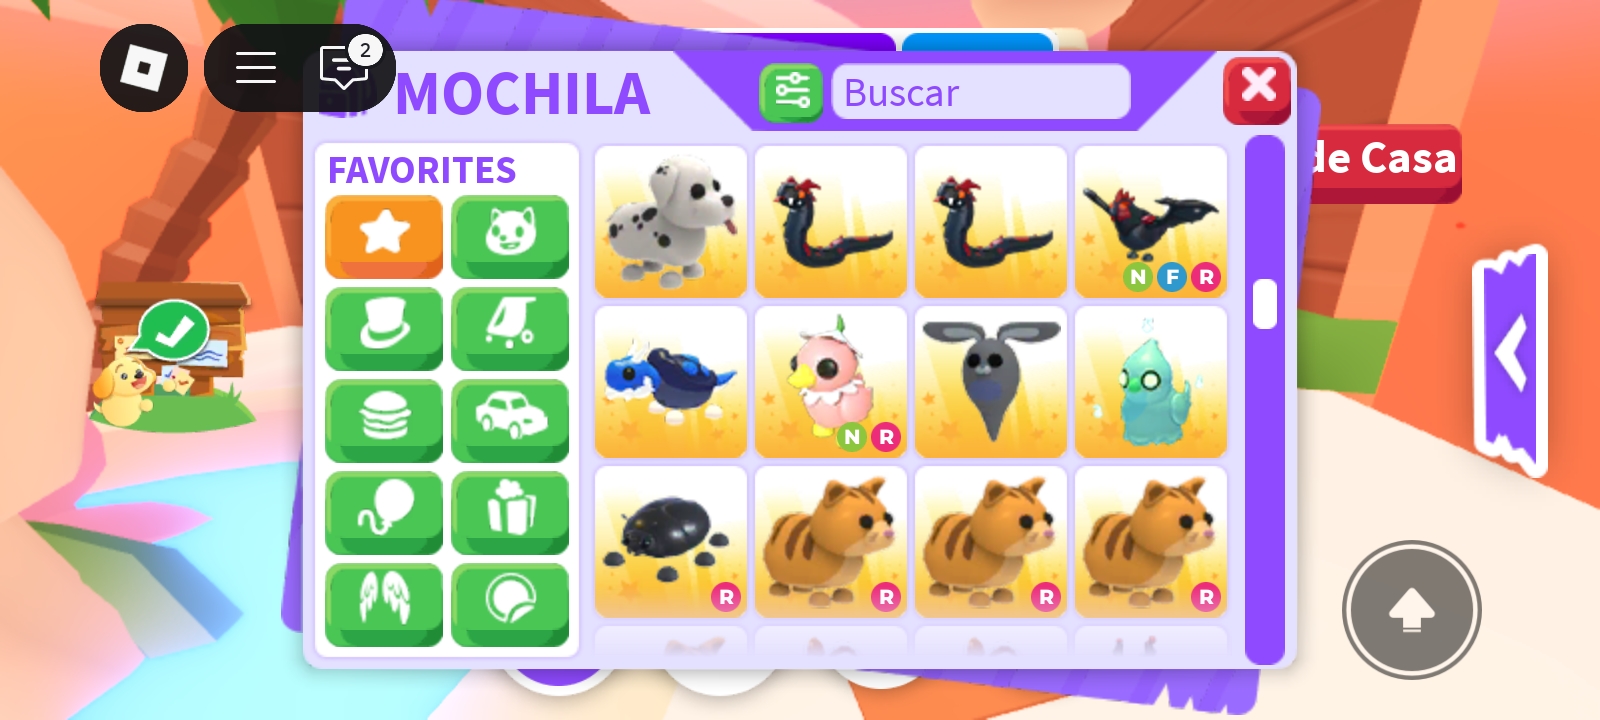 2
MOCHILA
Buscar
FAVORITES
de Casa
N F R
N R
R
R
R
R